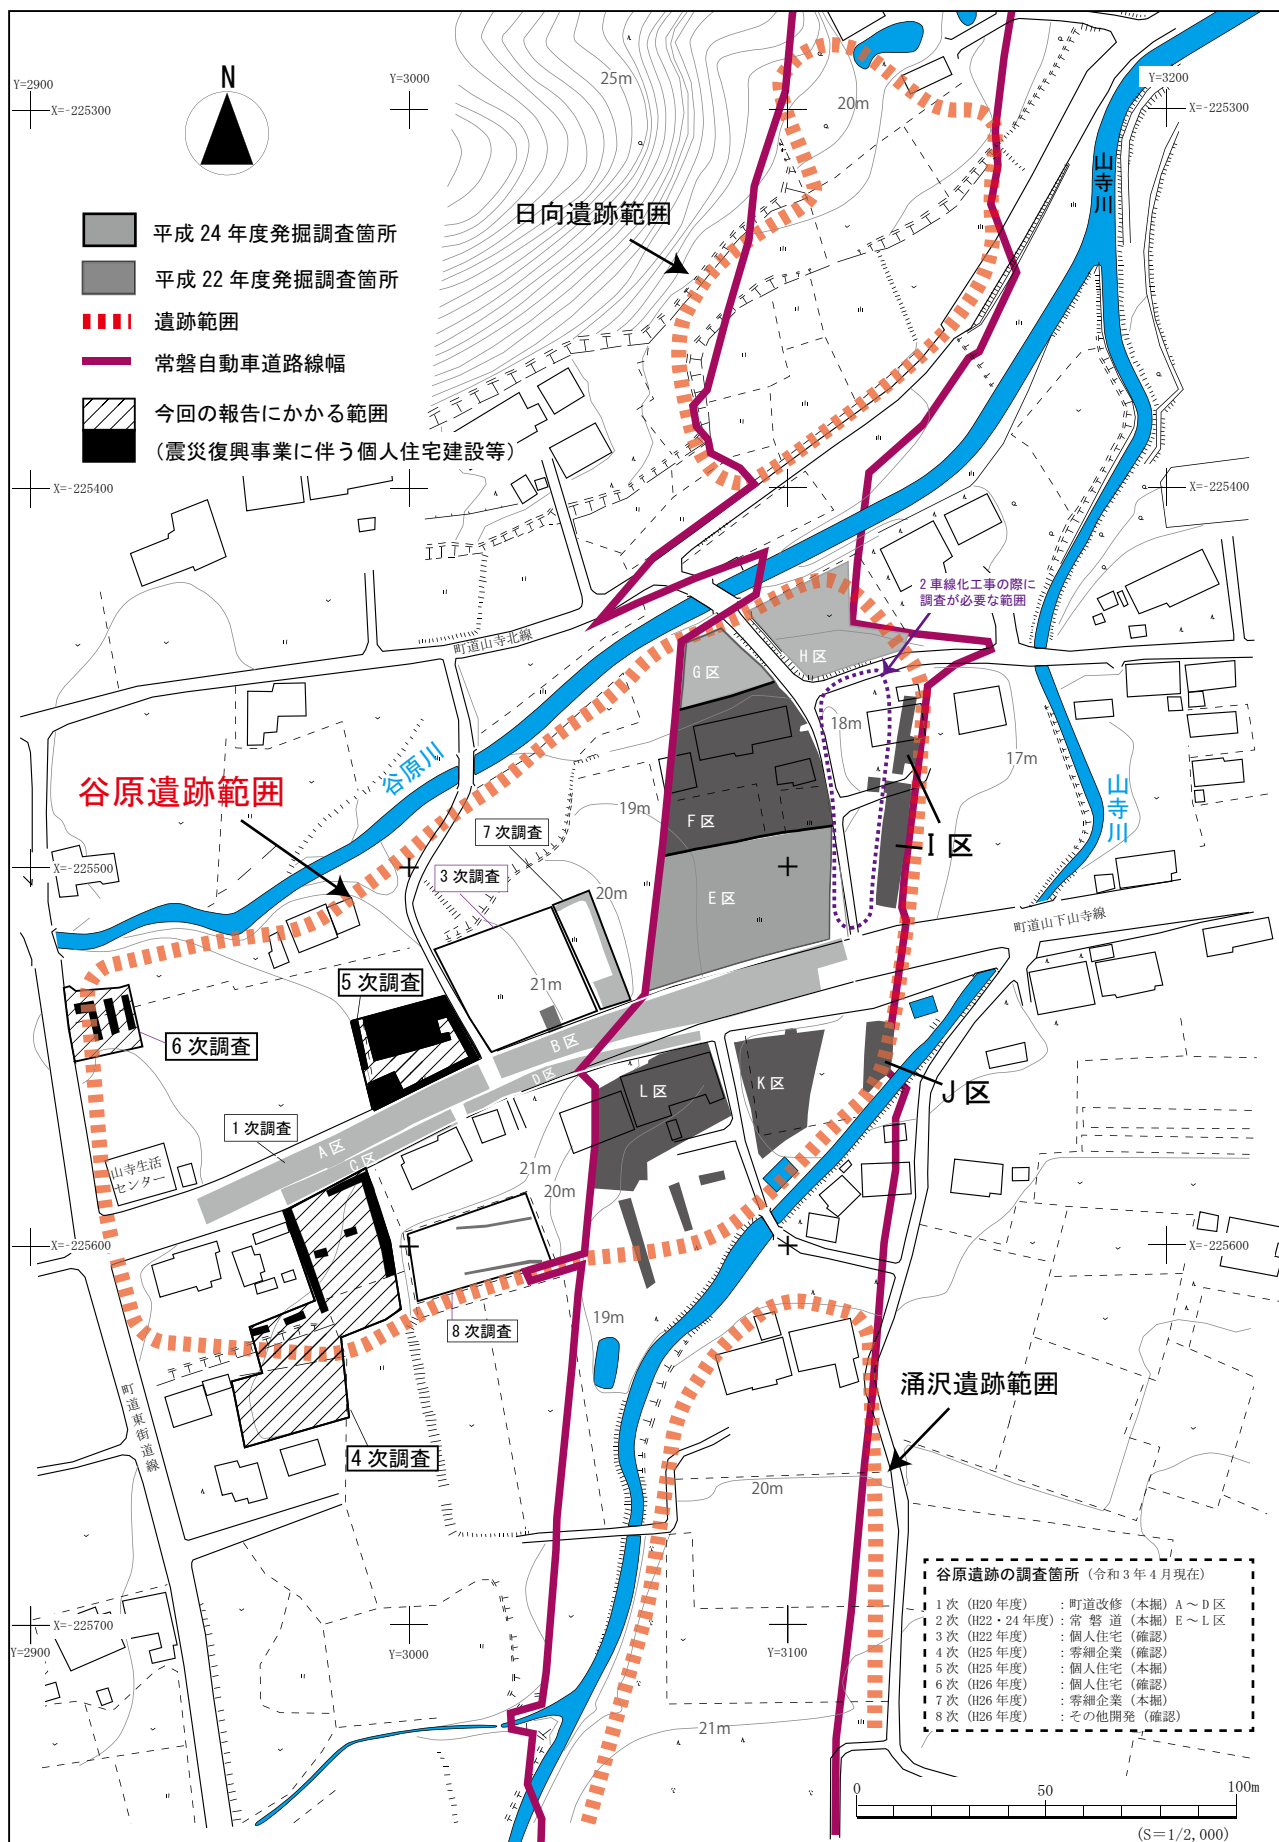 Y=2900
X=-225300
N
Y=3000
25m
20m
Y=3200
X=-225300
山寺川
日向遺跡範囲
平成 24 年度発掘調査箇所
平成 22 年度発掘調査箇所
遺跡範囲
常磐自動車道路線幅
今回の報告にかかる範囲
(震災復興事業に伴う個人住宅建設等)
X=-225400
X=-225400
2 車線化工事の際に
調査が必要な範囲
町道山寺北線
H 区
G 区
18m
17m
谷原川
谷原遺跡範囲
山寺川
19m
F 区
7 次調査
I 区
X=-225500
3 次調査
20m
E 区
町道山下山寺線
5 次調査
21m
6 次調査
B 区
D 区
L 区
K 区
J 区
1 次調査
A 区
C 区
山寺生活
センター
21m
20m
X=-225600
X=-225600
19m
8 次調査
町道東街道線
涌沢遺跡範囲
4 次調査
20m
X=-225700
Y=2900
Y=3000
Y=3100
21m
谷原遺跡の調査箇所 (令和 3 年 4 月現在)
1 次 (H20 年度) : 町道改修 (本掘) A ~ D 区
2 次 (H22・24 年度) : 常 磐 道 (本掘) E ~ L 区
3 次 (H22 年度) : 個人住宅 (確認)
4 次 (H25 年度) : 零細企業 (確認)
5 次 (H25 年度) : 個人住宅 (本掘)
6 次 (H26 年度) : 個人住宅 (確認)
7 次 (H26 年度) : 零細企業 (本掘)
8 次 (H26 年度) : その他開発 (確認)
0 50 100m
(S=1/2,000)